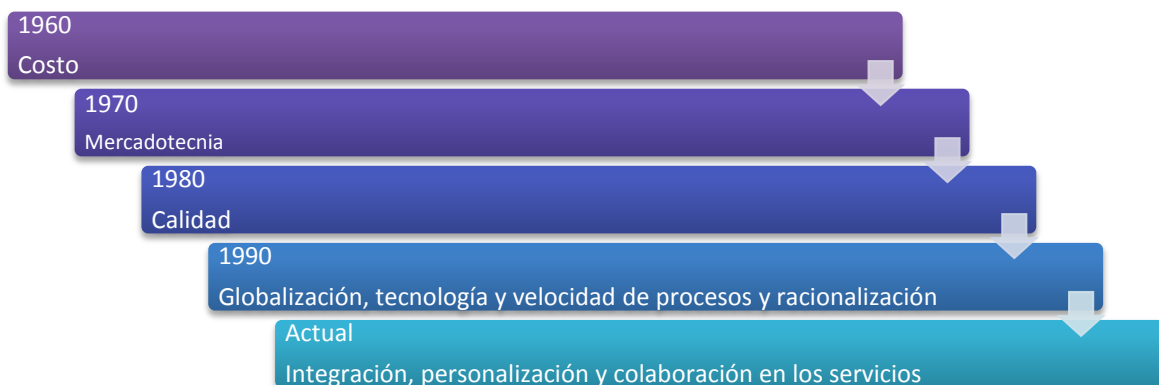 1960
Costo
1970
Mercadotecnia
1980
Calidad
1990
Globalización, tecnología y velocidad de procesos y racionalización
Actual
Integración, personalización y colaboración en los servicios